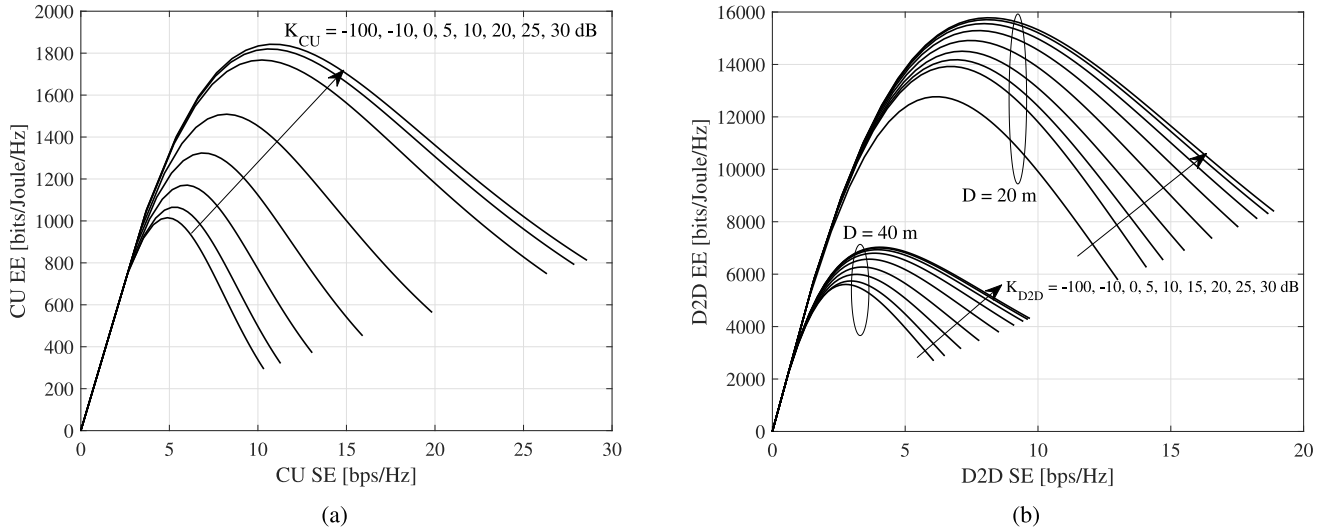 2000
1800
1600
1400
1200
1000
800
600
400
200
0
0 5 10 15 20 25 30
CU EE [bits/Joule/Hz]
CU SE [bps/Hz]
K_CU = -100, -10, 0, 5, 10, 20, 25, 30 dB
(a)
16000
14000
12000
10000
8000
6000
4000
2000
0
0 5 10 15 20
D2D EE [bits/Joule/Hz]
D2D SE [bps/Hz]
D = 20 m
D = 40 m
K_D2D = -100, -10, 0, 5, 10, 15, 20, 25, 30 dB
(b)